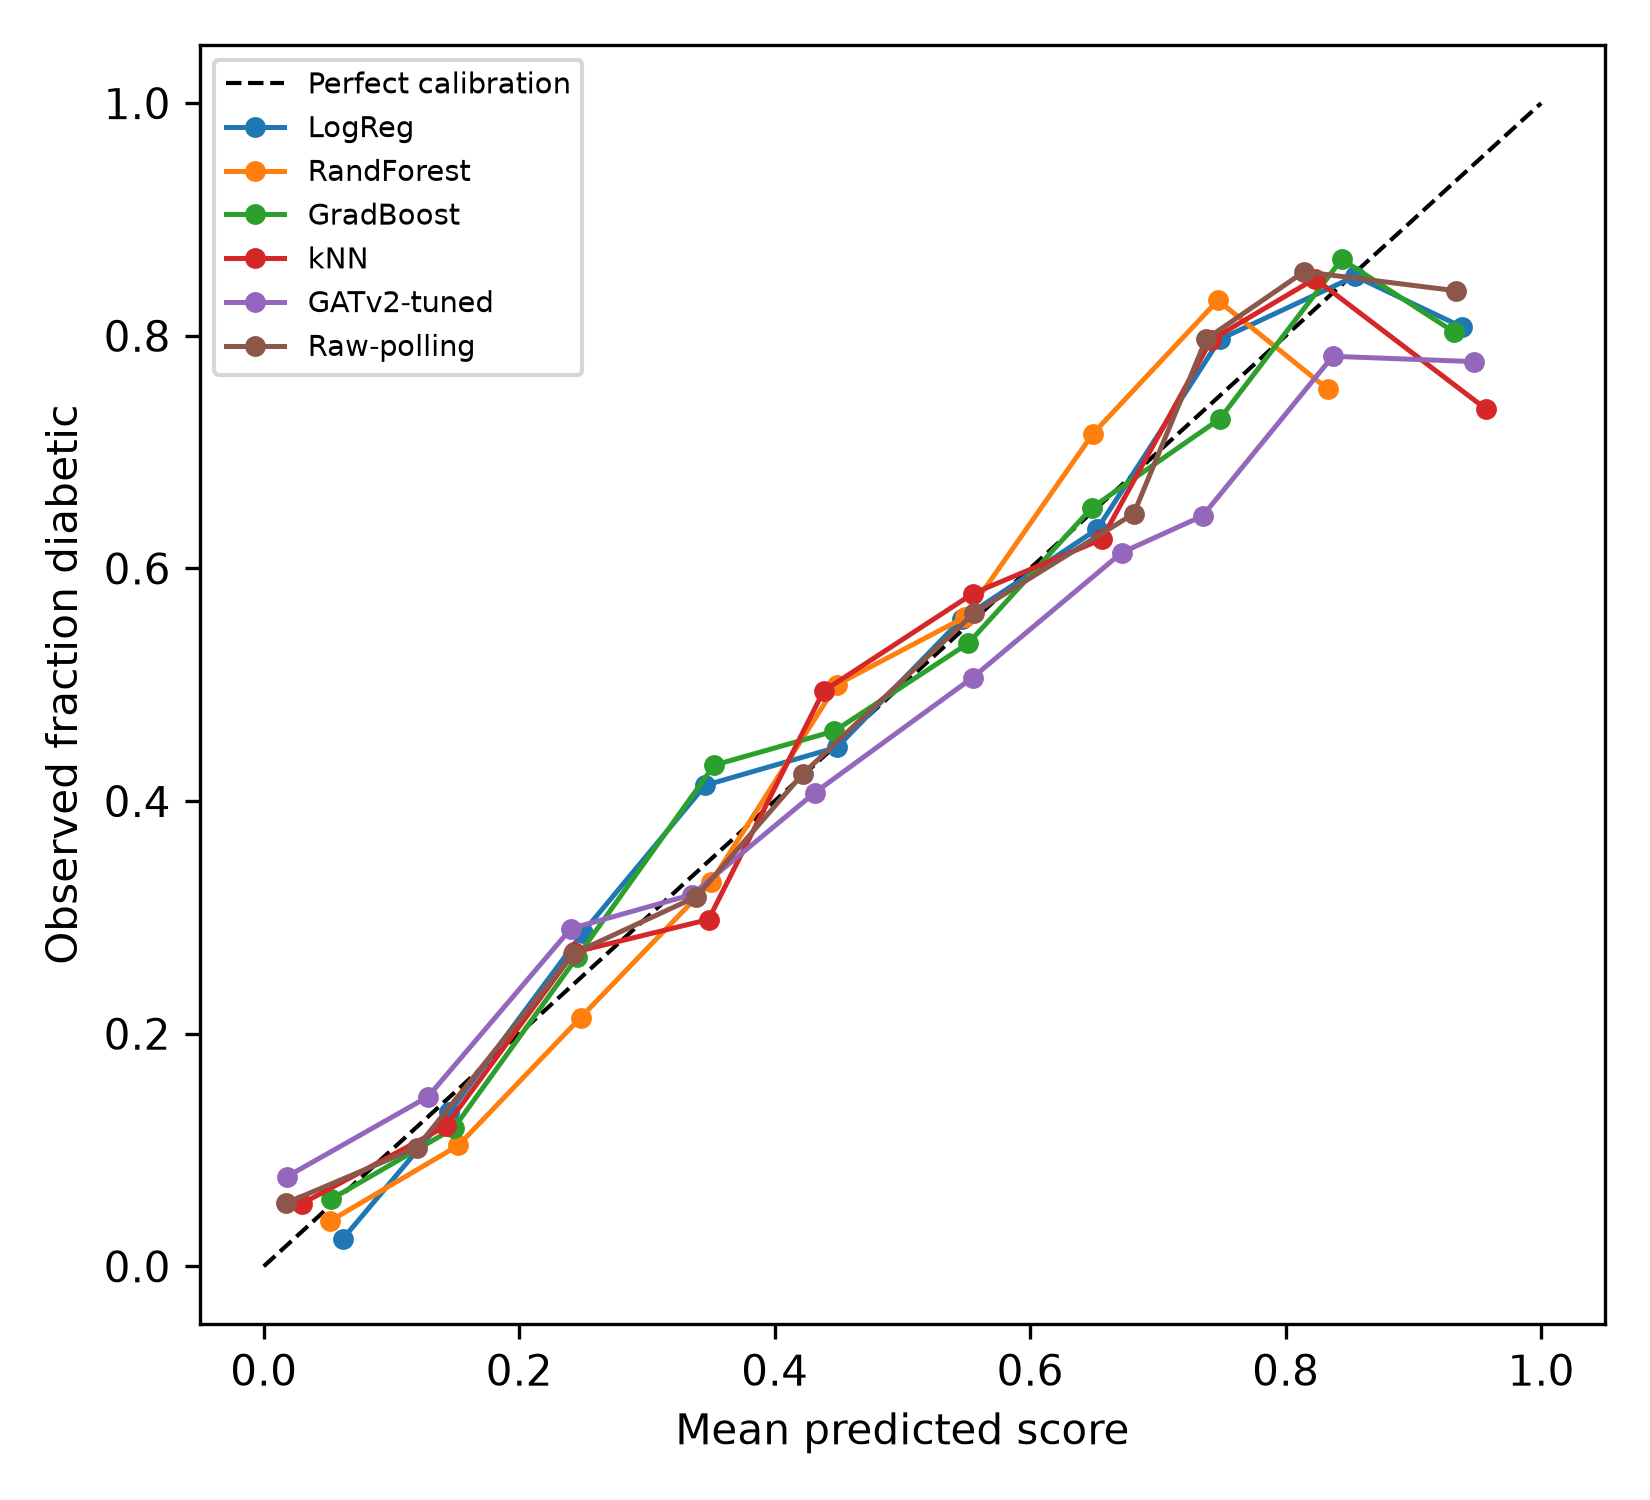 Perfect calibration
LogReg
RandForest
GradBoost
kNN
GATv2-tuned
Raw-polling
Observed fraction diabetic
1.0
0.8
0.6
0.4
0.2
0.0
0.0 0.2 0.4 0.6 0.8 1.0
Mean predicted score